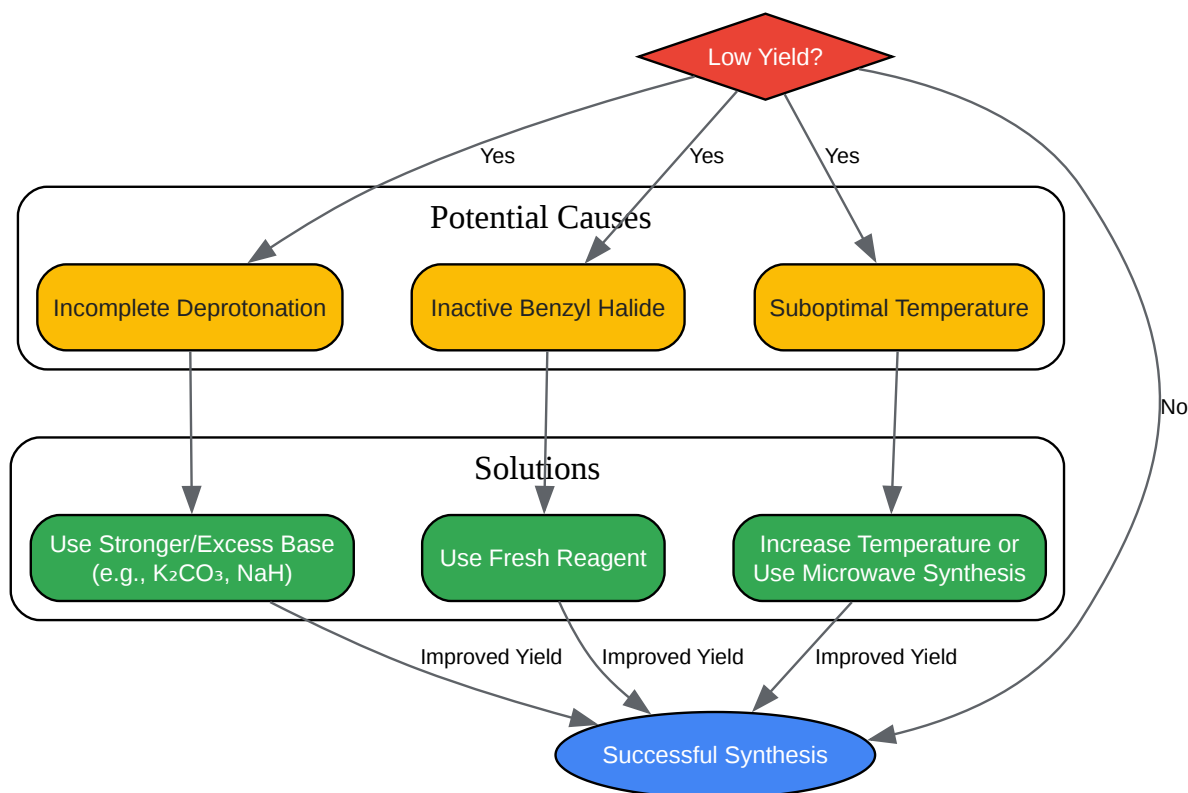 Low Yield?
Yes
Yes
Yes
Potential Causes
Incomplete Deprotonation
Inactive Benzyl Halide
Suboptimal Temperature
No
Solutions
Use Stronger/Excess Base
(e.g., K₂CO₃, NaH)
Use Fresh Reagent
Increase Temperature or
Use Microwave Synthesis
Improved Yield
Improved Yield
Improved Yield
Successful Synthesis